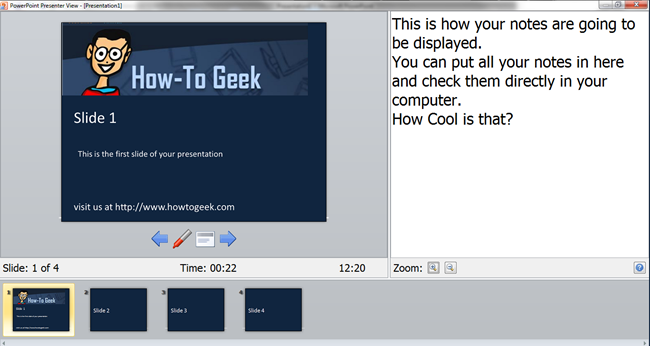 PowerPoint Presenter View - [Presentation1]
How-To Geek
Slide 1
This is the first slide of your presentation
visit us at http://www.howtogeek.com
This is how your notes are going to
be displayed.
You can put all your notes in here
and check them directly in your
computer.
How Cool is that?
Slide: 1 of 4
Time: 00:22
12:20
Zoom:
1
How-To Geek
Slide 1
2
Slide 2
3
Slide 3
4
Slide 4